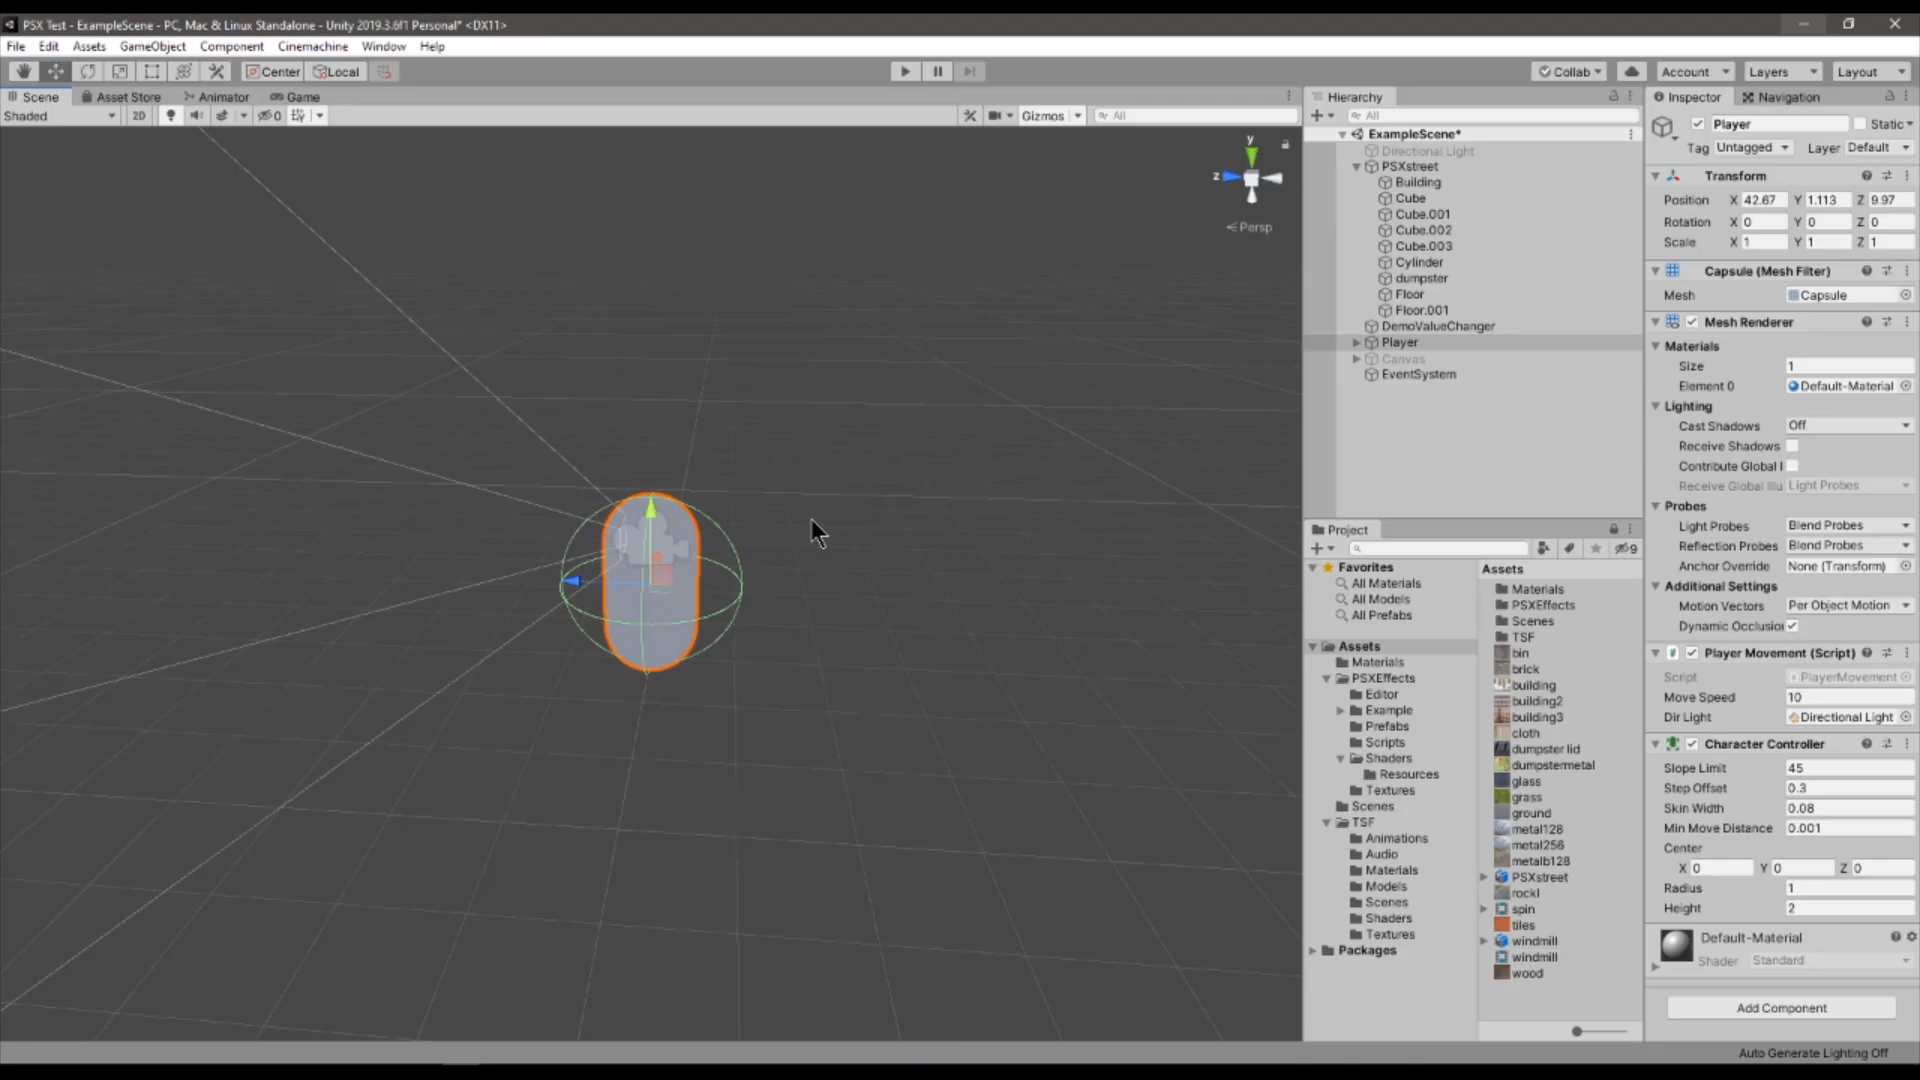 PSX Test - ExampleScene - PC, Mac & Linux Standalone - Unity 2019.3.6f1 Personal* <DX11>
File Edit Assets GameObject Component Cinemachine Window Help
Center Local Collab Account Layers Layout
Scene Asset Store Animator Game
Shaded 2D 0 Gizmos All
y
z
Persp
Hierarchy
All
ExampleScene*
Directional Light
PSXstreet
Building
Cube
Cube.001
Cube.002
Cube.003
Cylinder
dumpster
Floor
Floor.001
DemoValueChanger
Player
Canvas
EventSystem
Project
9
Favorites
All Materials
All Models
All Prefabs
Assets
Materials
PSXEffects
Editor
Example
Prefabs
Scripts
Shaders
Resources
Textures
Scenes
TSF
Animations
Audio
Materials
Models
Scenes
Shaders
Textures
Packages
Assets
Materials
PSXEffects
Scenes
TSF
bin
brick
building
building2
building3
cloth
dumpster lid
dumpstermetal
glass
grass
ground
metal128
metal256
metalb128
PSXstreet
rockl
spin
tiles
windmill
windmill
wood
Inspector Navigation
Player Static
Tag Untagged Layer Default
Transform
Position X 42.67 Y 1.113 Z 9.97
Rotation X 0 Y 0 Z 0
Scale X 1 Y 1 Z 1
Capsule (Mesh Filter)
Mesh Capsule
Mesh Renderer
Materials
Size 1
Element 0 Default-Material
Lighting
Cast Shadows Off
Receive Shadows
Contribute Global I
Receive Global Illu Light Probes
Probes
Light Probes Blend Probes
Reflection Probes Blend Probes
Anchor Override None (Transform)
Additional Settings
Motion Vectors Per Object Motion
Dynamic Occlusion
Player Movement (Script)
Script PlayerMovement
Move Speed 10
Dir Light Directional Light
Character Controller
Slope Limit 45
Step Offset 0.3
Skin Width 0.08
Min Move Distance 0.001
Center
X 0 Y 0 Z 0
Radius 1
Height 2
Default-Material
Shader Standard
Add Component
Auto Generate Lighting Off